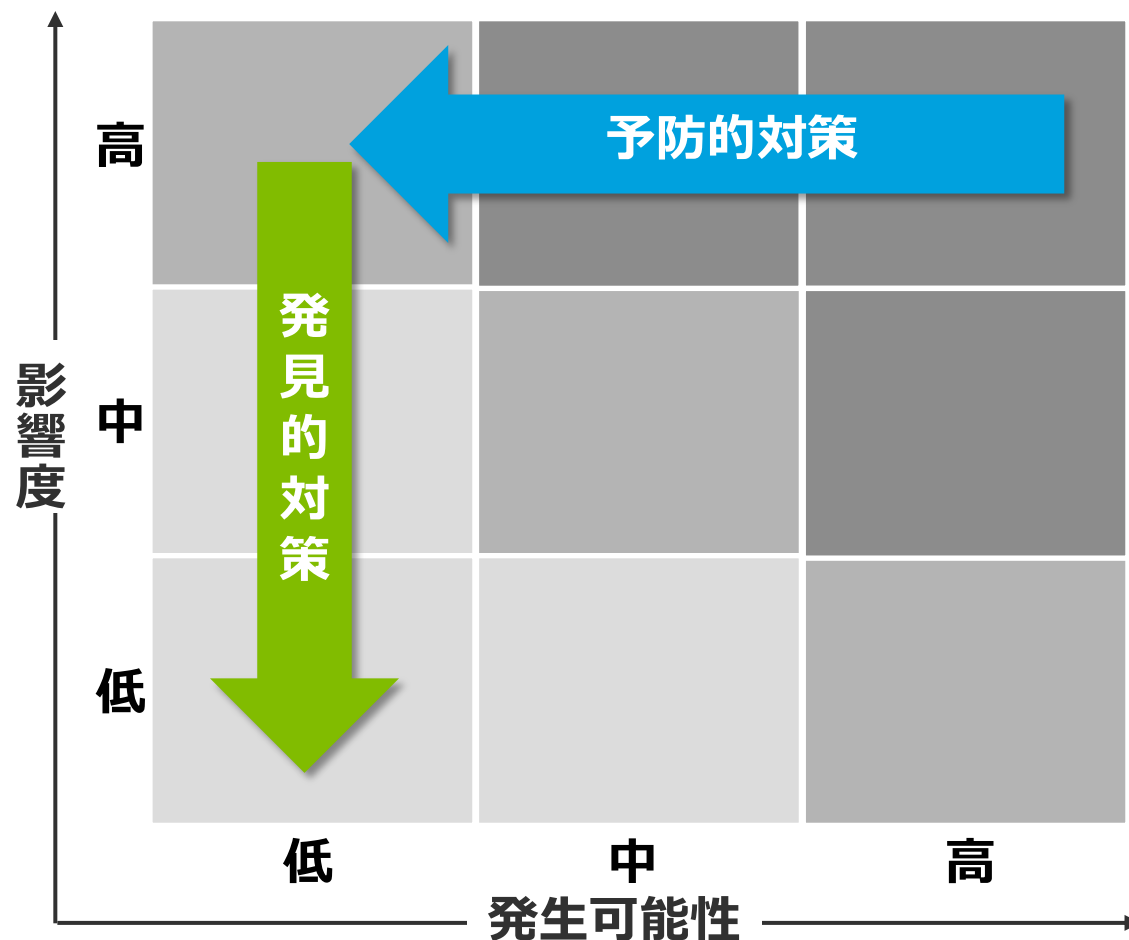 予防的対策
高
発見的対策
影響度
中
低
低
中
高
発生可能性